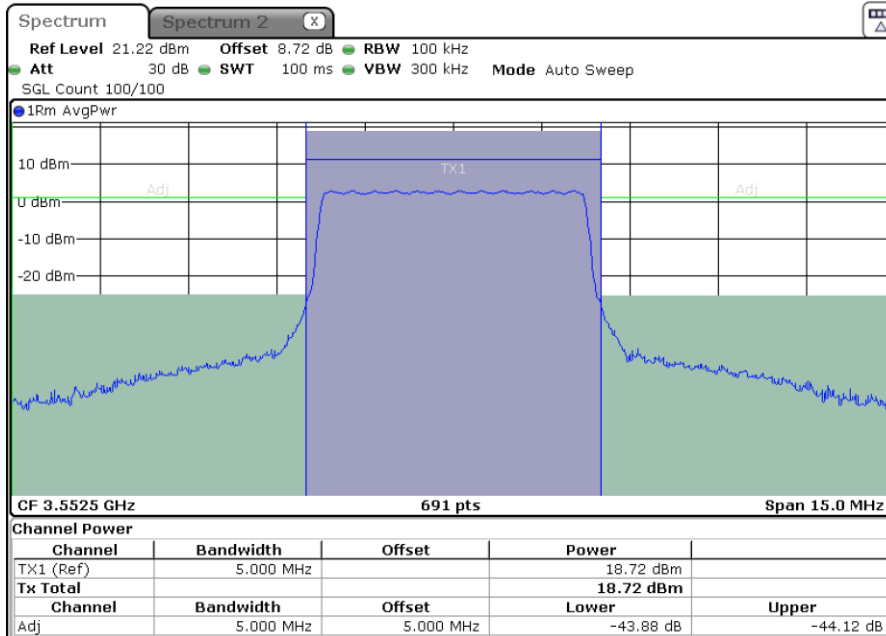 Spectrum Spectrum 2 X
Ref Level 21.22 dBm Offset 8.72 dB RBW 100 kHz
Att 30 dB SWT 100 ms VBW 300 kHz Mode Auto Sweep
SGL Count 100/100
1Rm AvgPwr
10 dBm
TX1
Adj Adj
0 dBm
-10 dBm
-20 dBm
CF 3.5525 GHz 691 pts Span 15.0 MHz
Channel Power
Channel Bandwidth Offset Power
TX1 (Ref) 5.000 MHz 18.72 dBm
Tx Total 18.72 dBm
Channel Bandwidth Offset Lower Upper
Adj 5.000 MHz 5.000 MHz -43.88 dB -44.12 dB